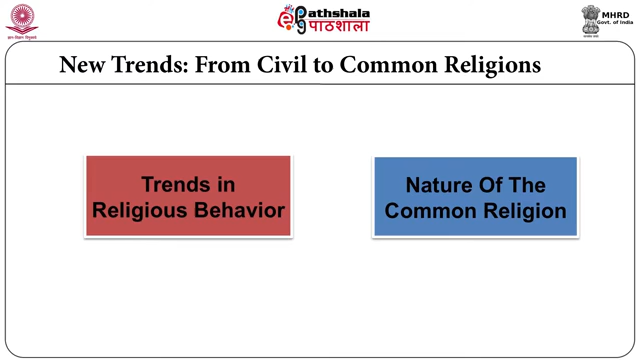 ePathshala
पाठशाला
MHRD
Govt. of India
New Trends: From Civil to Common Religions
Trends in
Religious Behavior
Nature Of The
Common Religion